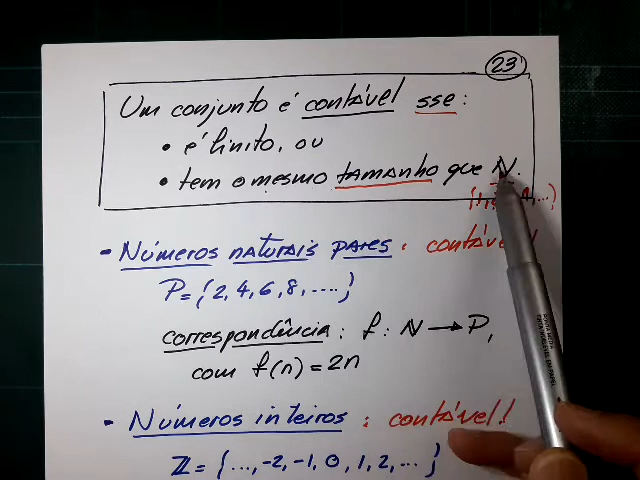 23
Um conjunto é contável sse:
• é finito, ou
• tem o mesmo tamanho que ℕ.
- Números naturais pares: contável!
P = {2, 4, 6, 8, ....}
correspondência: f: ℕ → P,
com f(n) = 2n
• Números inteiros: contável!
ℤ = {..., -2, -1, 0, 1, 2, ...}